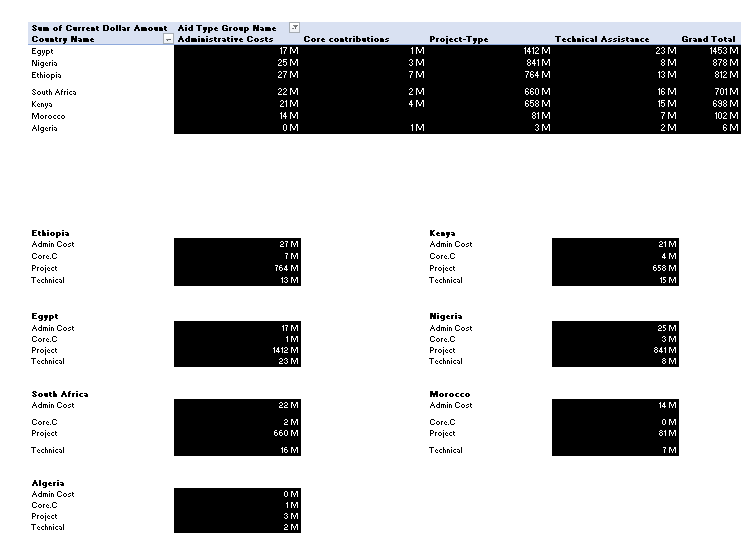 Sum of Current Dollar Amount Aid Type Group Name
Country Name Administrative Costs Core contributions Project-Type Technical Assistance Grand Total
Egypt 17 M 1 M 1412 M 23 M 1453 M
Nigeria 25 M 3 M 841 M 8 M 878 M
Ethiopia 27 M 7 M 764 M 13 M 812 M
South Africa 22 M 2 M 660 M 16 M 701 M
Kenya 21 M 4 M 658 M 15 M 698 M
Morocco 14 M 81 M 7 M 102 M
Algeria 0 M 1 M 3 M 2 M 6 M
Ethiopia Kenya
Admin Cost 27 M Admin Cost 21 M
Core.C 7 M Core.C 4 M
Project 764 M Project 658 M
Technical 13 M Technical 15 M
Egypt Nigeria
Admin Cost 17 M Admin Cost 25 M
Core.C 1 M Core.C 3 M
Project 1412 M Project 841 M
Technical 23 M Technical 8 M
South Africa Morocco
Admin Cost 22 M Admin Cost 14 M
Core.C 2 M Core.C 0 M
Project 660 M Project 81 M
Technical 16 M Technical 7 M
Algeria
Admin Cost 0 M
Core.C 1 M
Project 3 M
Technical 2 M